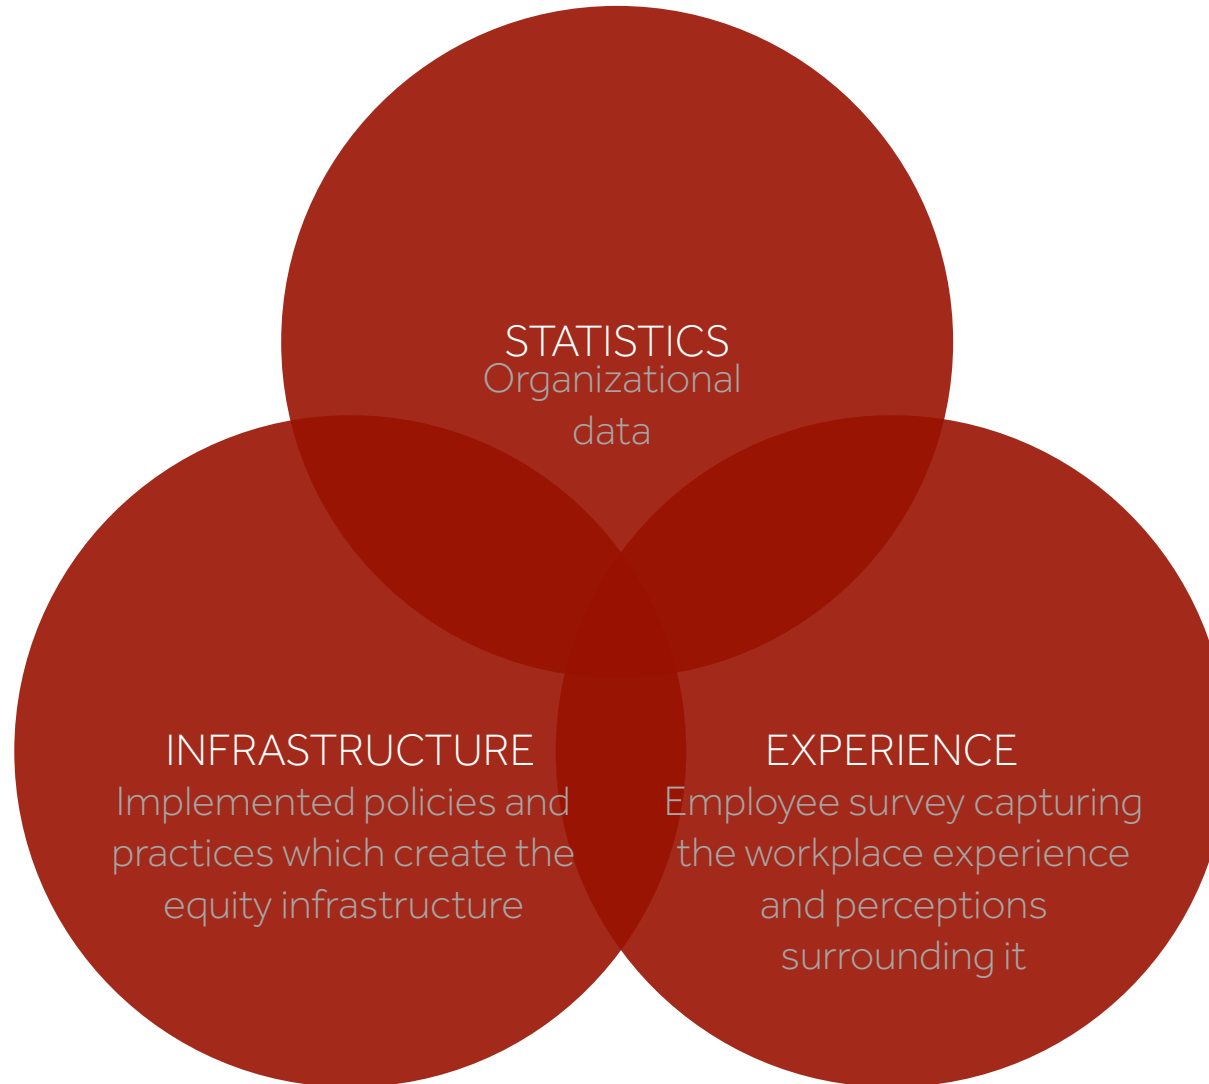 STATISTICS
Organizational
data
INFRASTRUCTURE
Implemented policies and
practices which create the
equity infrastructure
EXPERIENCE
Employee survey capturing
the workplace experience
and perceptions
surrounding it